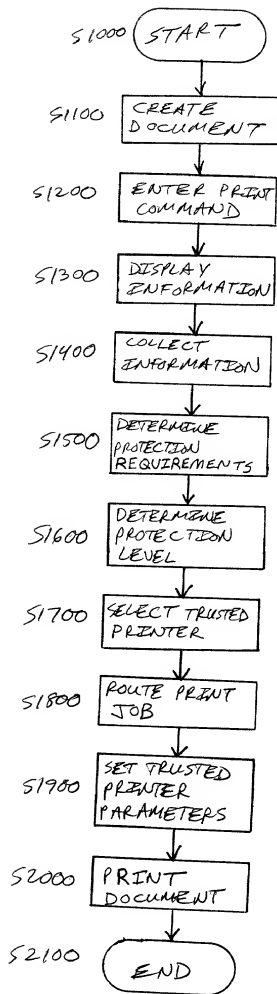 S1000 START
S1100 CREATE
DOCUMENT
S1200 ENTER PRINT
COMMAND
S1300 DISPLAY
INFORMATION
S1400 COLLECT
INFORMATION
S1500 DETERMINE
PROTECTION
REQUIREMENTS
S1600 DETERMINE
PROTECTION
LEVEL
S1700 SELECT TRUSTED
PRINTER
S1800 ROUTE PRINT
JOB
S1900 SET TRUSTED
PRINTER
PARAMETERS
S2000 PRINT
DOCUMENT
S2100 END